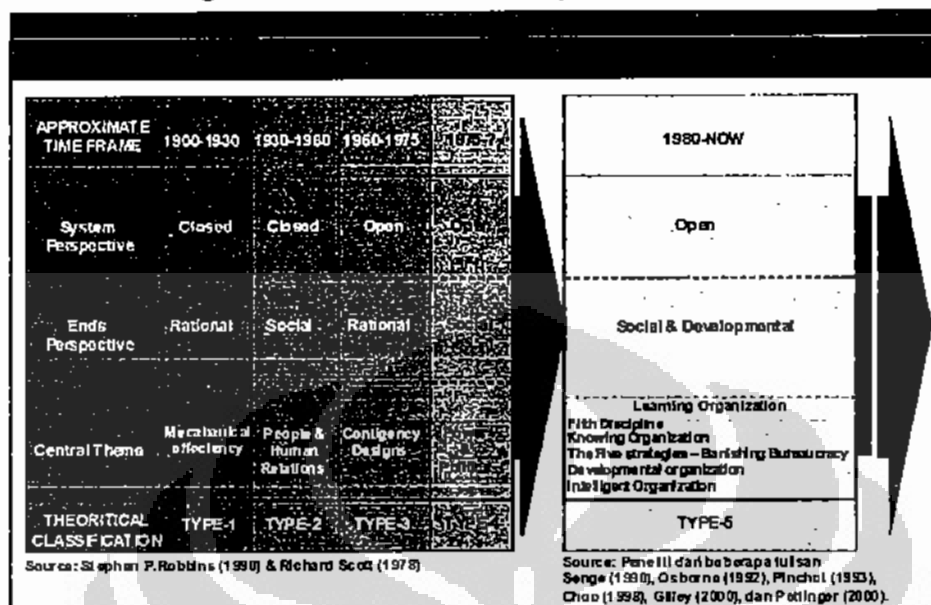 APPROXIMATE
TIME FRAME
1900-1930
1930-1960
1960-1975
1980-NOW
System
Perspective
Closed
Closed
Open
Open
Ends
Perspective
Rational
Social
Rational
Social
Social & Developmental
Central Theme
Mechanical
effeciency
People &
Human
Relations
Contigency
Designs
Learning Organization
Fifth Discipline
Knowing Organization
The Five strategies – Banishing Bureaucracy
Developmental organization
Intelligent Organization
THEORITICAL
CLASSIFICATION
TYPE-1
TYPE-2
TYPE-3
TYPE-5
Source: Stephen P.Robbins (1990) & Richard Scott (1978)
Source: Peneliti dari beberapa tulisan
Senge (1990), Osborne (1992), Pinchot (1993),
Choo (1998), Gilley (2000), dan Pettinger (2000).